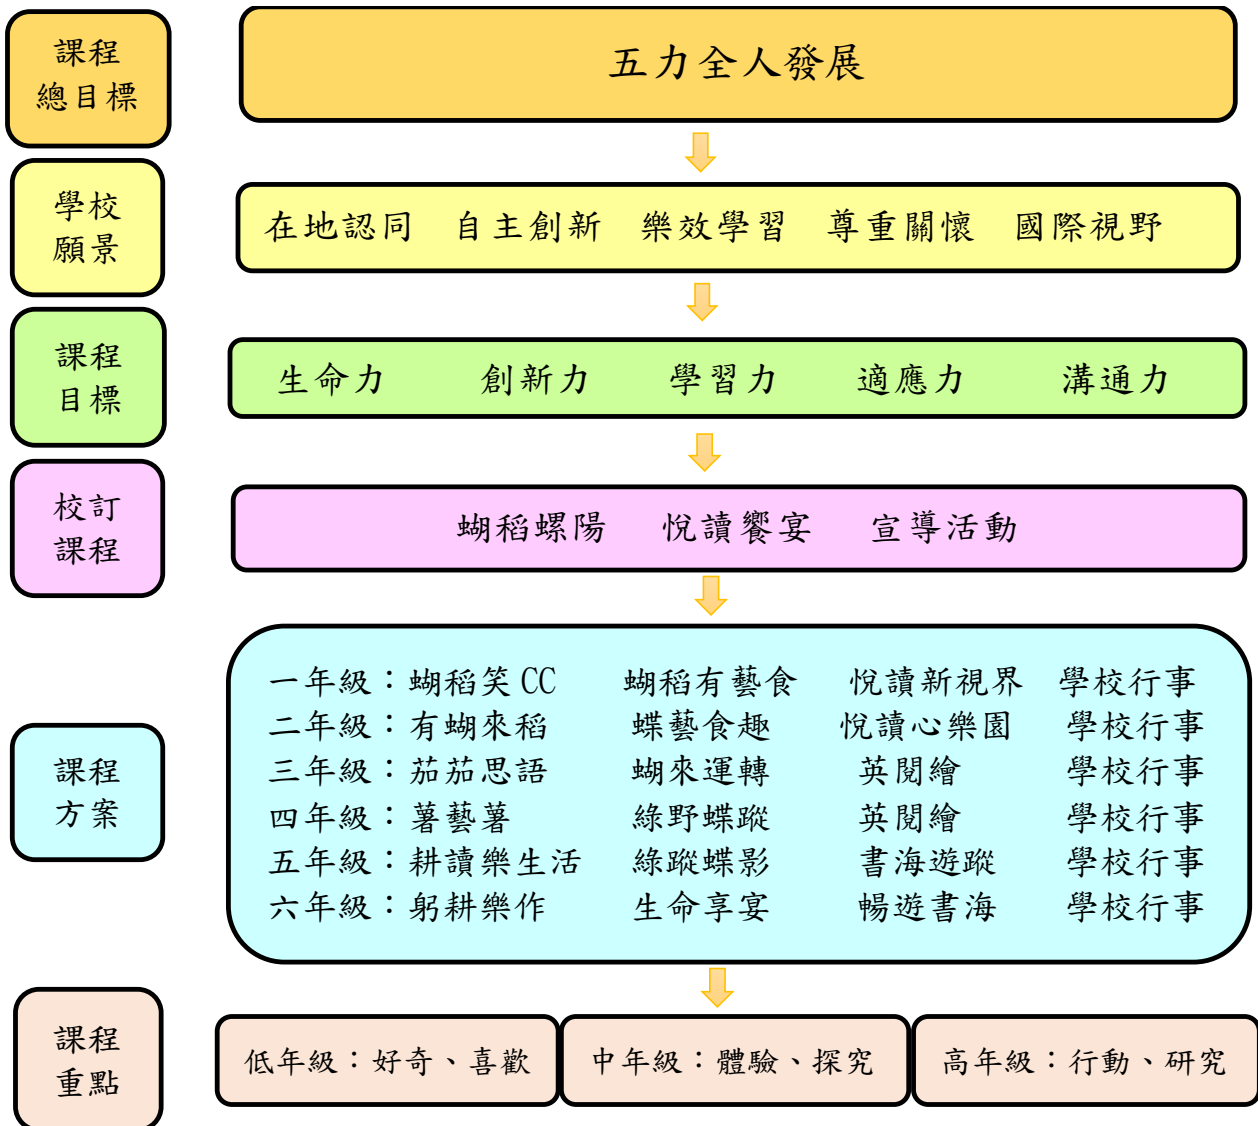 課程
總目標
五力全人發展
學校
願景
在地認同 自主創新 樂效學習 尊重關懷 國際視野
課程
目標
生命力 創新力 學習力 適應力 溝通力
校訂
課程
蝴稻螺陽 悅讀饗宴 宣導活動
課程
方案
一年級：蝴稻笑CC 蝴稻有藝食 悅讀新視界 學校行事
二年級：有蝴來稻 蝶藝食趣 悅讀心樂園 學校行事
三年級：茄茄思語 蝴來運轉 英閱繪 學校行事
四年級：薯藝薯 綠野蝶蹤 英閱繪 學校行事
五年級：耕讀樂生活 綠蹤蝶影 書海遊蹤 學校行事
六年級：躬耕樂作 生命享宴 暢遊書海 學校行事
課程
重點
低年級：好奇、喜歡 中年級：體驗、探究 高年級：行動、研究